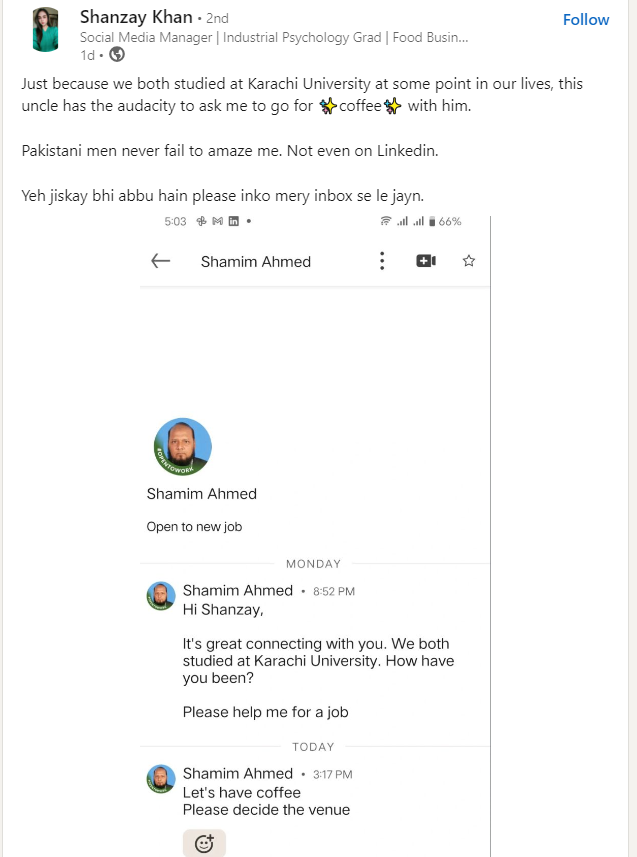 Shanzay Khan • 2nd
Follow
Social Media Manager | Industrial Psychology Grad | Food Busin...
1d •
Just because we both studied at Karachi University at some point in our lives, this
uncle has the audacity to ask me to go for ✨coffee✨ with him.
Pakistani men never fail to amaze me. Not even on Linkedin.
Yeh jiskay bhi abbu hain please inko mery inbox se le jayn.
5:03
in
66%
Shamim Ahmed
#OPENTOWORK
Shamim Ahmed
Open to new job
MONDAY
Shamim Ahmed • 8:52 PM
Hi Shanzay,
It's great connecting with you. We both
studied at Karachi University. How have
you been?
Please help me for a job
TODAY
Shamim Ahmed • 3:17 PM
Let's have coffee
Please decide the venue